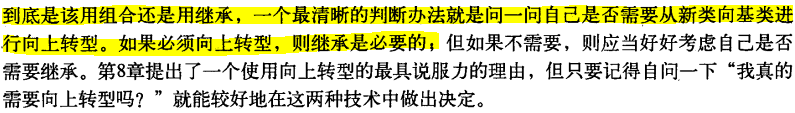 到底是该用组合还是用继承，一个最清晰的判断办法就是问一问自己是否需要从新类向基类进
行向上转型。如果必须向上转型，则继承是必要的；但如果不需要，则应当好好考虑自己是否
需要继承。第8章提出了一个使用向上转型的最具说服力的理由，但只要记得自问一下“我真的
需要向上转型吗？”就能较好地在这两种技术中做出决定。